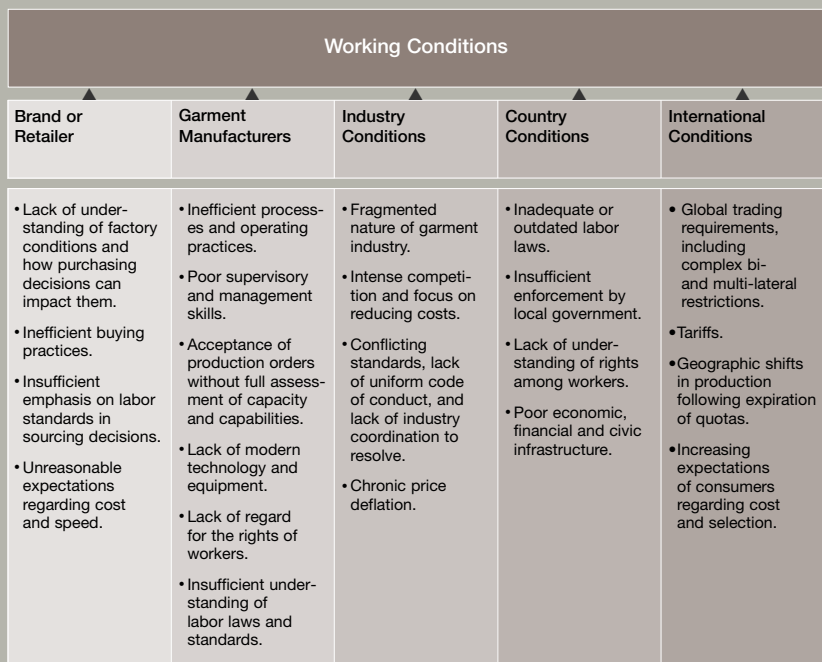 Working Conditions
Brand or
Retailer
• Lack of under-
standing of factory
conditions and
how purchasing
decisions can
impact them.
• Inefficient buying
practices.
• Insufficient
emphasis on labor
standards in
sourcing decisions.
• Unreasonable
expectations
regarding cost
and speed.
Garment
Manufacturers
• Inefficient process-
es and operating
practices.
• Poor supervisory
and management
skills.
• Acceptance of
production orders
without full assess-
ment of capacity
and capabilities.
• Lack of modern
technology and
equipment.
• Lack of regard
for the rights of
workers.
• Insufficient under-
standing of
labor laws and
standards.
Industry
Conditions
• Fragmented
nature of garment
industry.
• Intense competi-
tion and focus on
reducing costs.
• Conflicting
standards, lack
of uniform code
of conduct, and
lack of industry
coordination to
resolve.
• Chronic price
deflation.
Country
Conditions
• Inadequate or
outdated labor
laws.
• Insufficient
enforcement by
local government.
• Lack of under-
standing of rights
among workers.
• Poor economic,
financial and civic
infrastructure.
International
Conditions
• Global trading
requirements,
including
complex bi-
and multi-lateral
restrictions.
•Tariffs.
•Geographic shifts
in production
following expiration
of quotas.
•Increasing
expectations
of consumers
regarding cost
and selection.